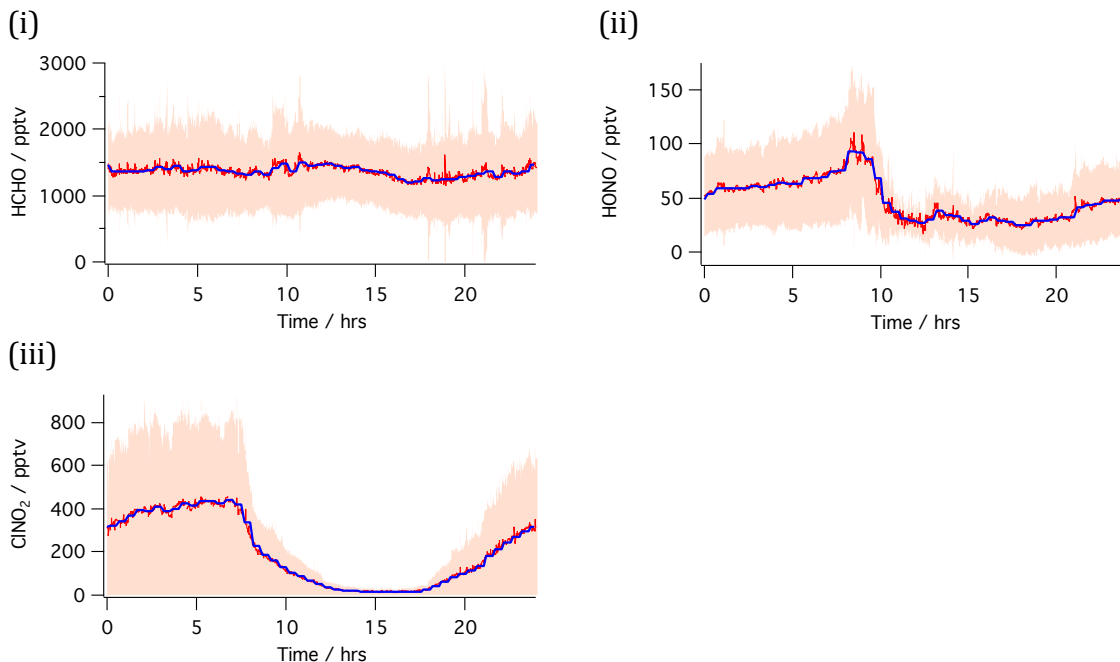 (i)
3000
2000
1000
0
HCHO / pptv
0 5 10 15 20
Time / hrs
(ii)
150
100
50
0
HONO / pptv
0 5 10 15 20
Time / hrs
(iii)
800
600
400
200
0
ClNO₂ / pptv
0 5 10 15 20
Time / hrs